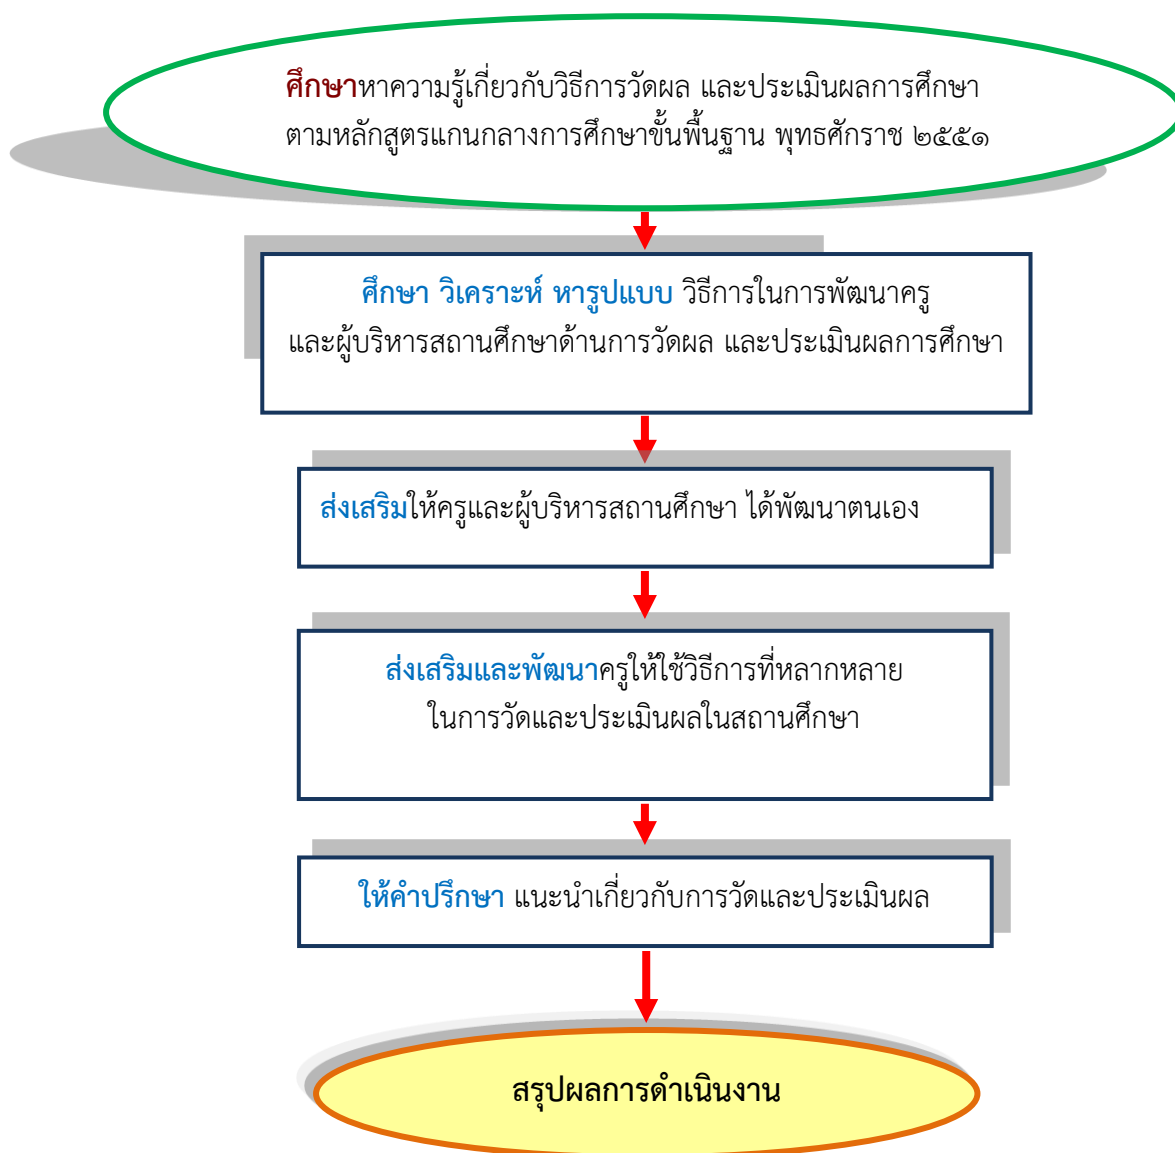 ศึกษาหาความรู้เกี่ยวกับวิธีการวัดผล และประเมินผลการศึกษา
ตามหลักสูตรแกนกลางการศึกษาขั้นพื้นฐาน พุทธศักราช ๒๕๕๑
ศึกษา วิเคราะห์ หารูปแบบ วิธีการในการพัฒนาครู
และผู้บริหารสถานศึกษาด้านการวัดผล และประเมินผลการศึกษา
ส่งเสริมให้ครูและผู้บริหารสถานศึกษา ได้พัฒนาตนเอง
ส่งเสริมและพัฒนาครูให้ใช้วิธีการที่หลากหลาย
ในการวัดและประเมินผลในสถานศึกษา
ให้คำปรึกษา แนะนำเกี่ยวกับการวัดและประเมินผล
สรุปผลการดำเนินงาน